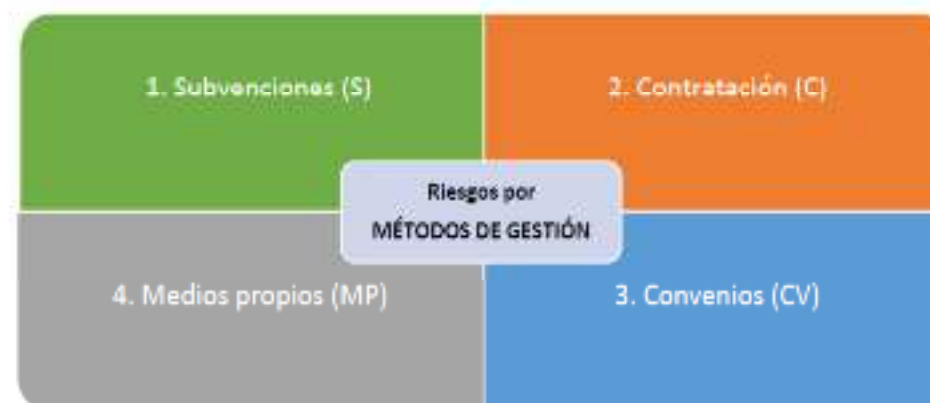 1. Subvenciones (S)
2. Contratación (C)
Riesgos por
MÉTODOS DE GESTIÓN
4. Medios propios (MP)
3. Convenios (CV)